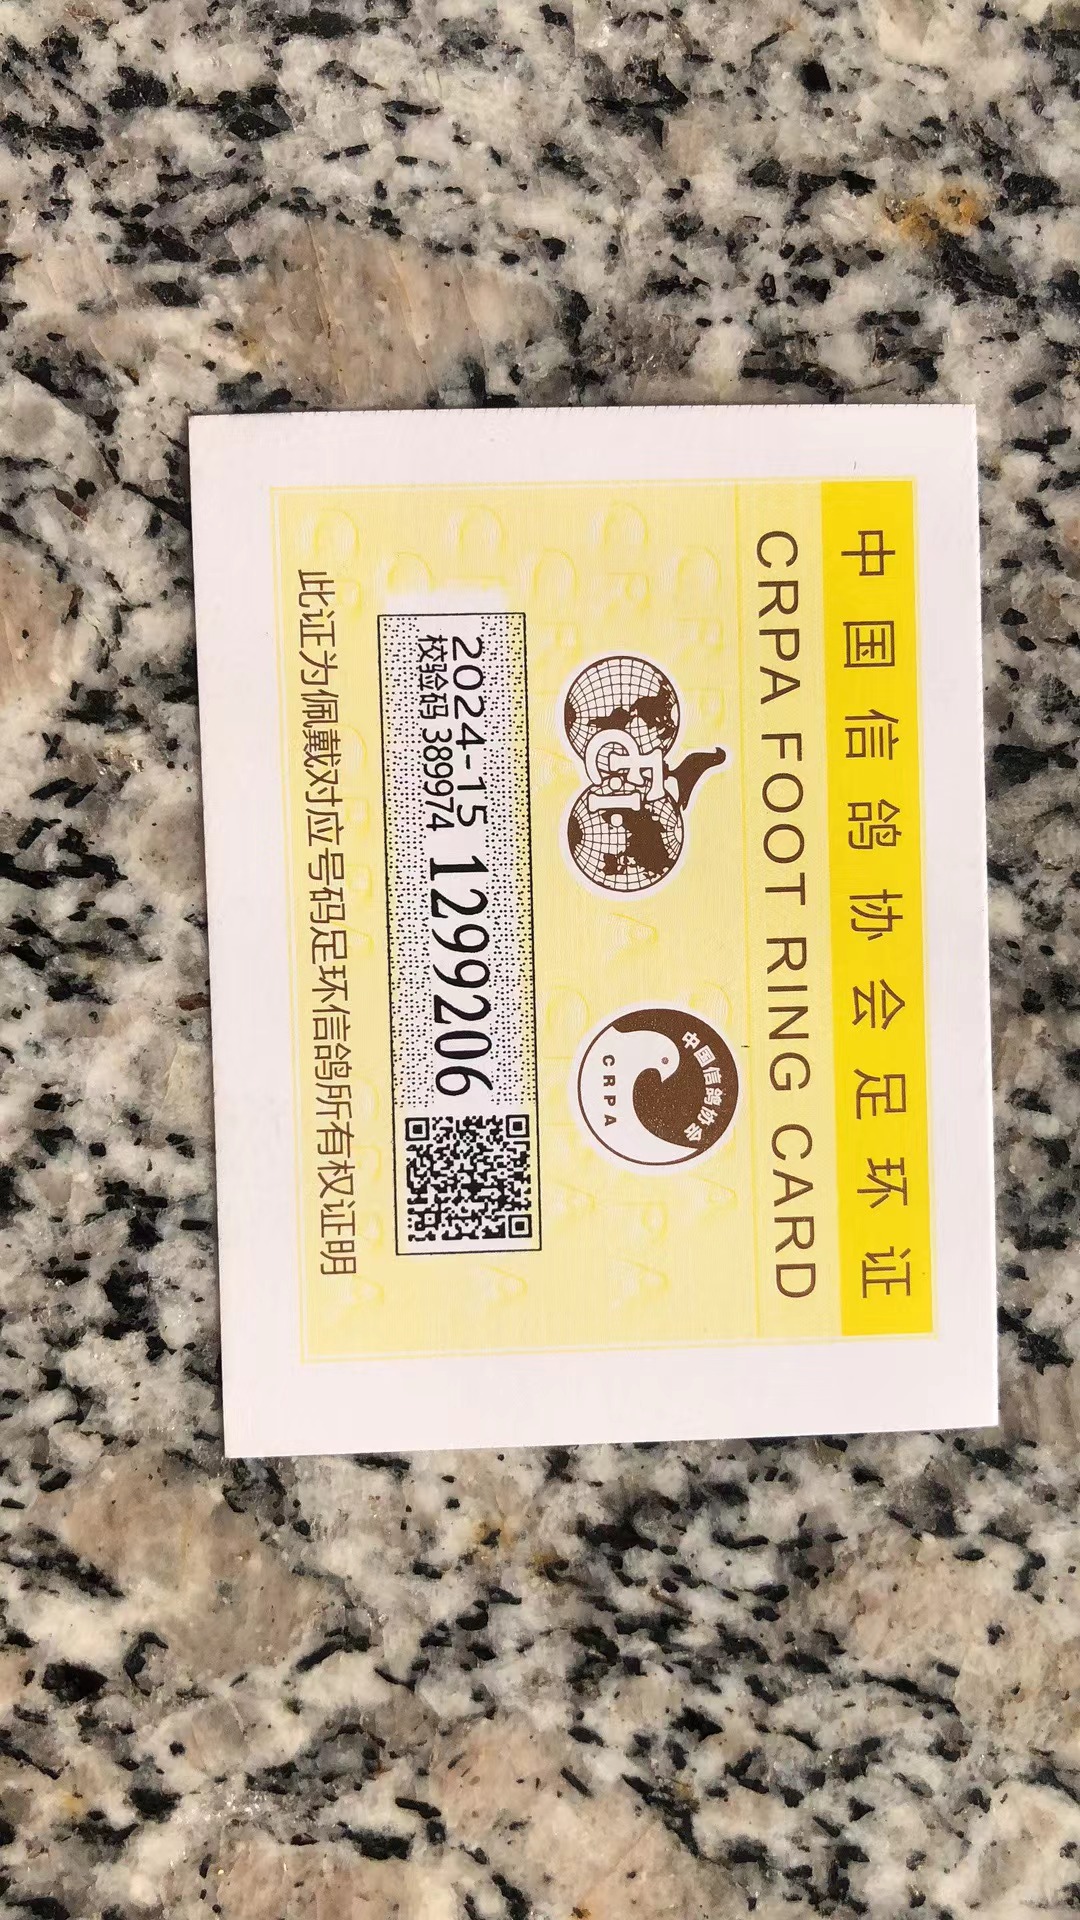 中国信鸽协会足环证
CRPA FOOT RING CARD
CFI
中国信鸽协会
CRPA
2024-15 1299206
校验码 389974
此证为佩戴对应号码足环信鸽所有权证明